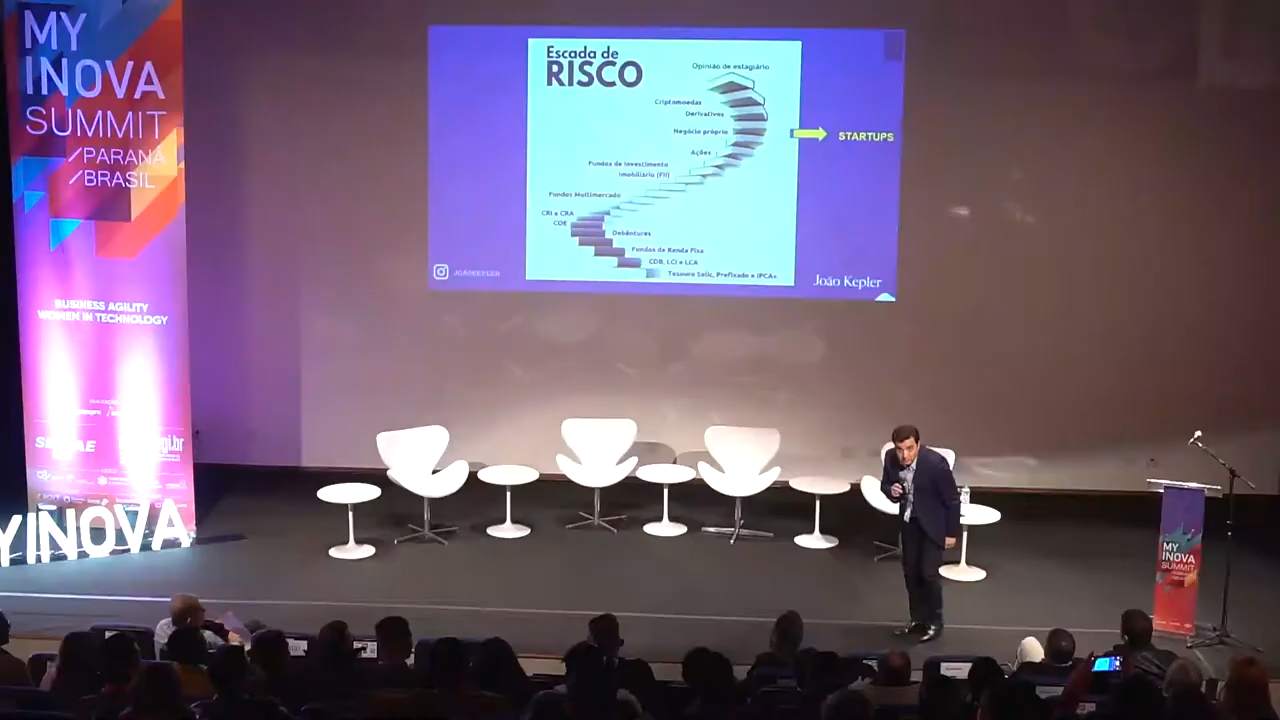 MY
INOVA
SUMMIT
/PARANÁ
/BRASIL
BUSINESS AGILITY
WOMEN IN TECHNOLOGY
Escada de
RISCO
Opinião de estagiário
Criptomoedas
Derivativos
Negócio próprio
Ações
Fundos de Investimento
Imobiliário (FII)
Fundos Multimercado
CRI e CRA
COE
Debêntures
Fundos de Renda Fixa
CDB, LCI e LCA
Tesouro Selic, Prefixado e IPCA+
STARTUPS
JOAOKEPLER
João Kepler
MY
INOVA
SUMMIT
YINOVA